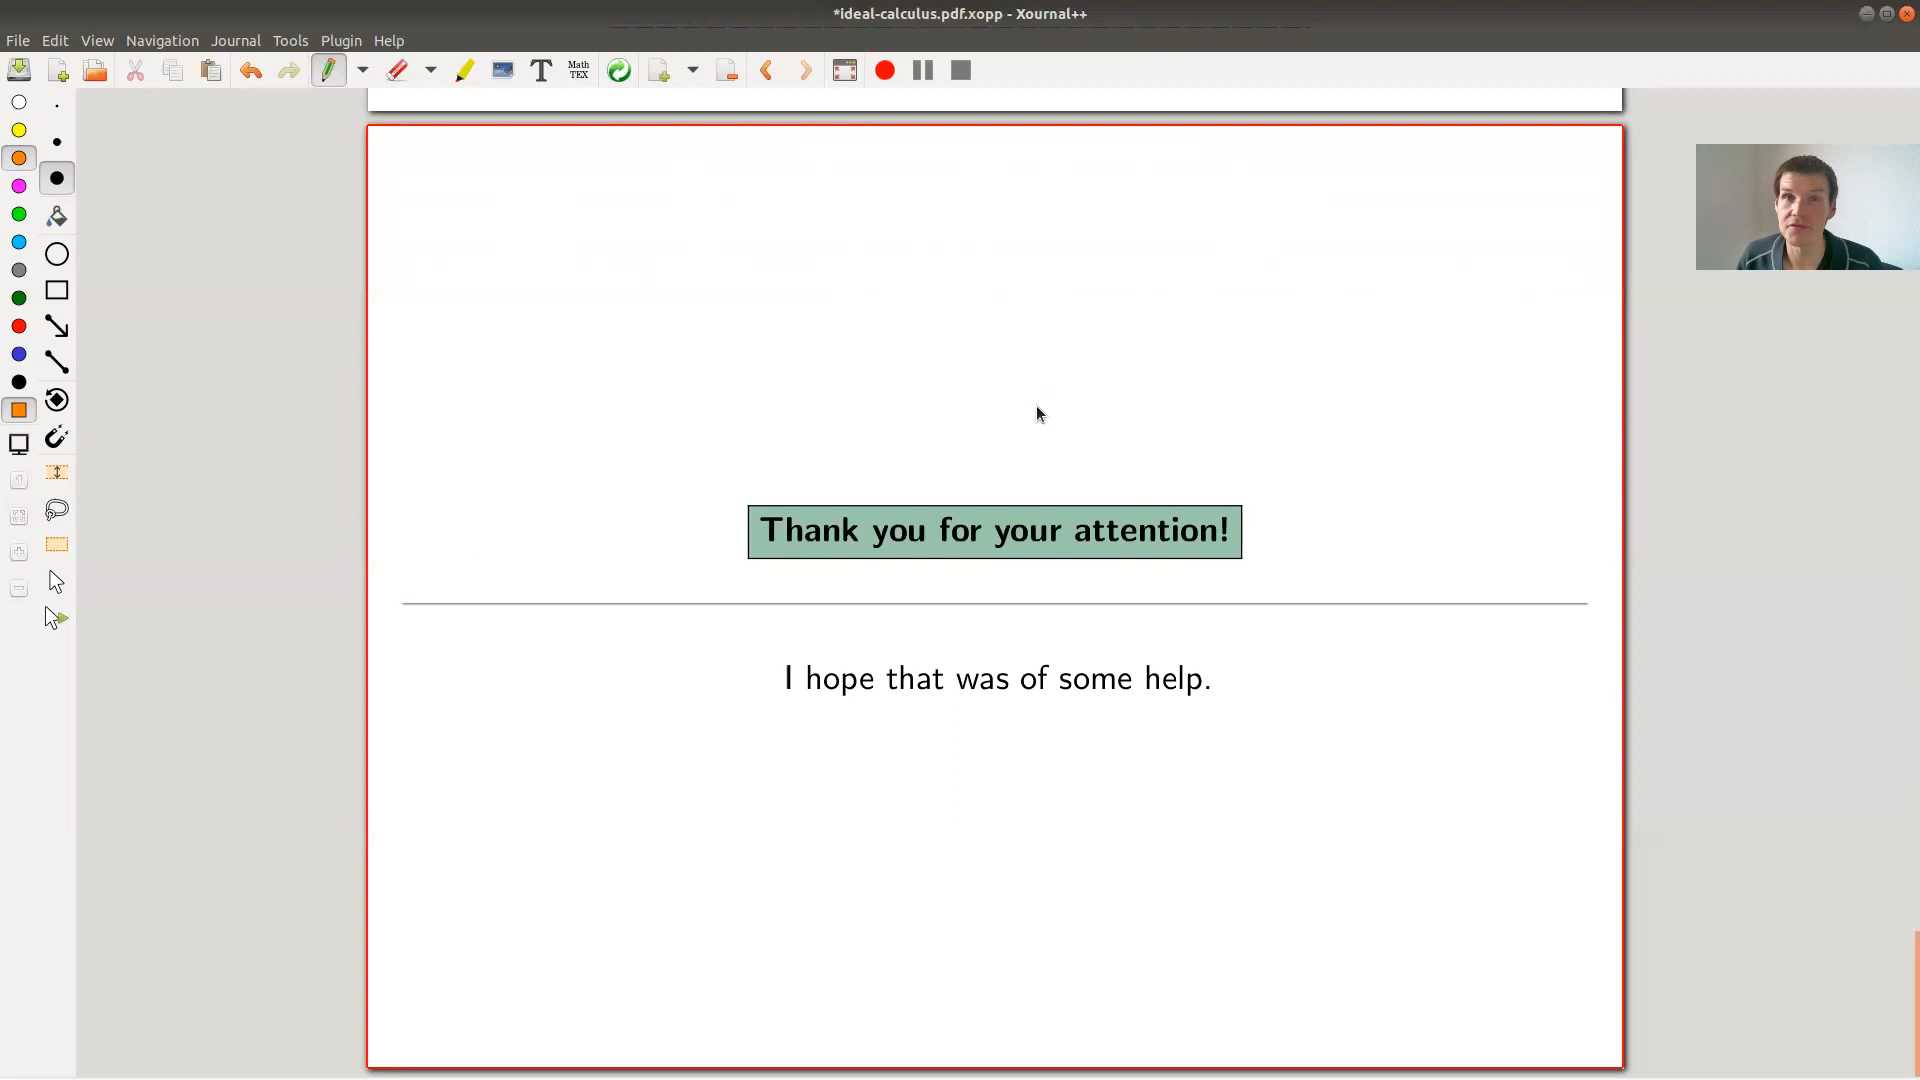 *ideal-calculus.pdf.xopp - Xournal++
File Edit View Navigation Journal Tools Plugin Help
Math
TEX
Thank you for your attention!
I hope that was of some help.